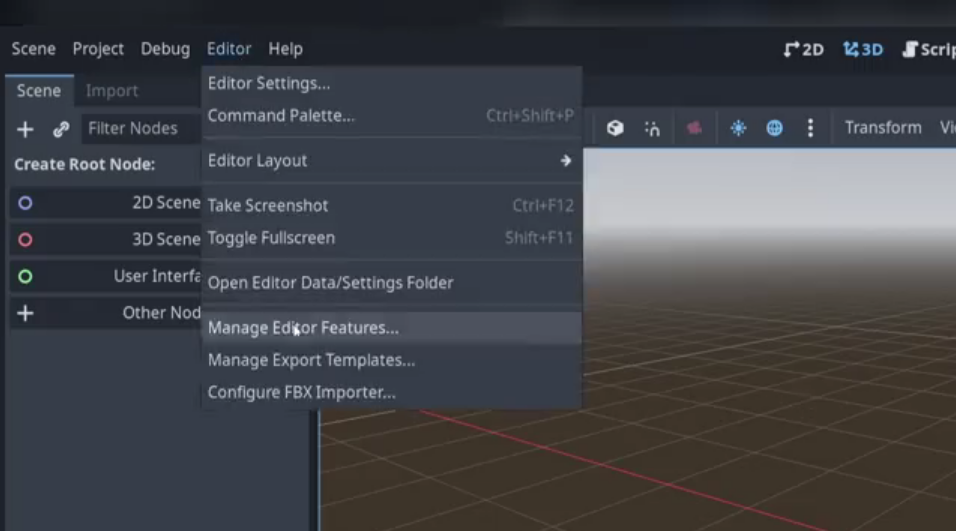 Scene Project Debug Editor Help 2D 3D
Scene Import
Editor Settings...
Command Palette... Ctrl+Shift+P
Filter Nodes Transform
Create Root Node:
Editor Layout
2D Scene
Take Screenshot Ctrl+F12
3D Scene
Toggle Fullscreen Shift+F11
User Interfa
Open Editor Data/Settings Folder
Other Nod
Manage Editor Features...
Manage Export Templates...
Configure FBX Importer...